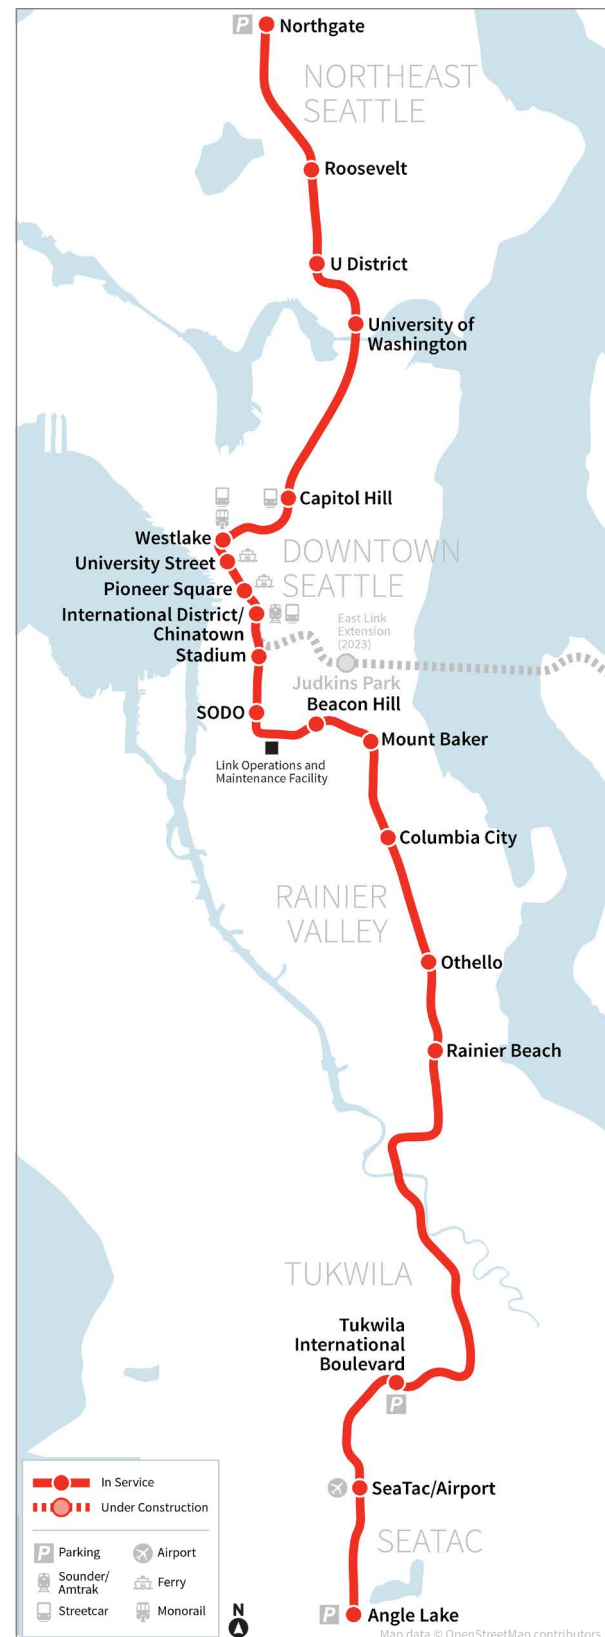 P Northgate
NORTHEAST
SEATTLE
Roosevelt
U District
University of
Washington
Capitol Hill
Westlake
DOWNTOWN
SEATTLE
University Street
Pioneer Square
International District/
Chinatown
East Link
Extension
(2023)
Stadium
Judkins Park
Beacon Hill
SODO
Mount Baker
Link Operations and
Maintenance Facility
Columbia City
RAINIER
VALLEY
Othello
Rainier Beach
TUKWILA
Tukwila
International
Boulevard
P
SeaTac/Airport
SEATAC
P Angle Lake
In Service
Under Construction
P Parking
Airport
Sounder/
Amtrak
Ferry
Streetcar
Monorail
N
Map data © OpenStreetMap contributors